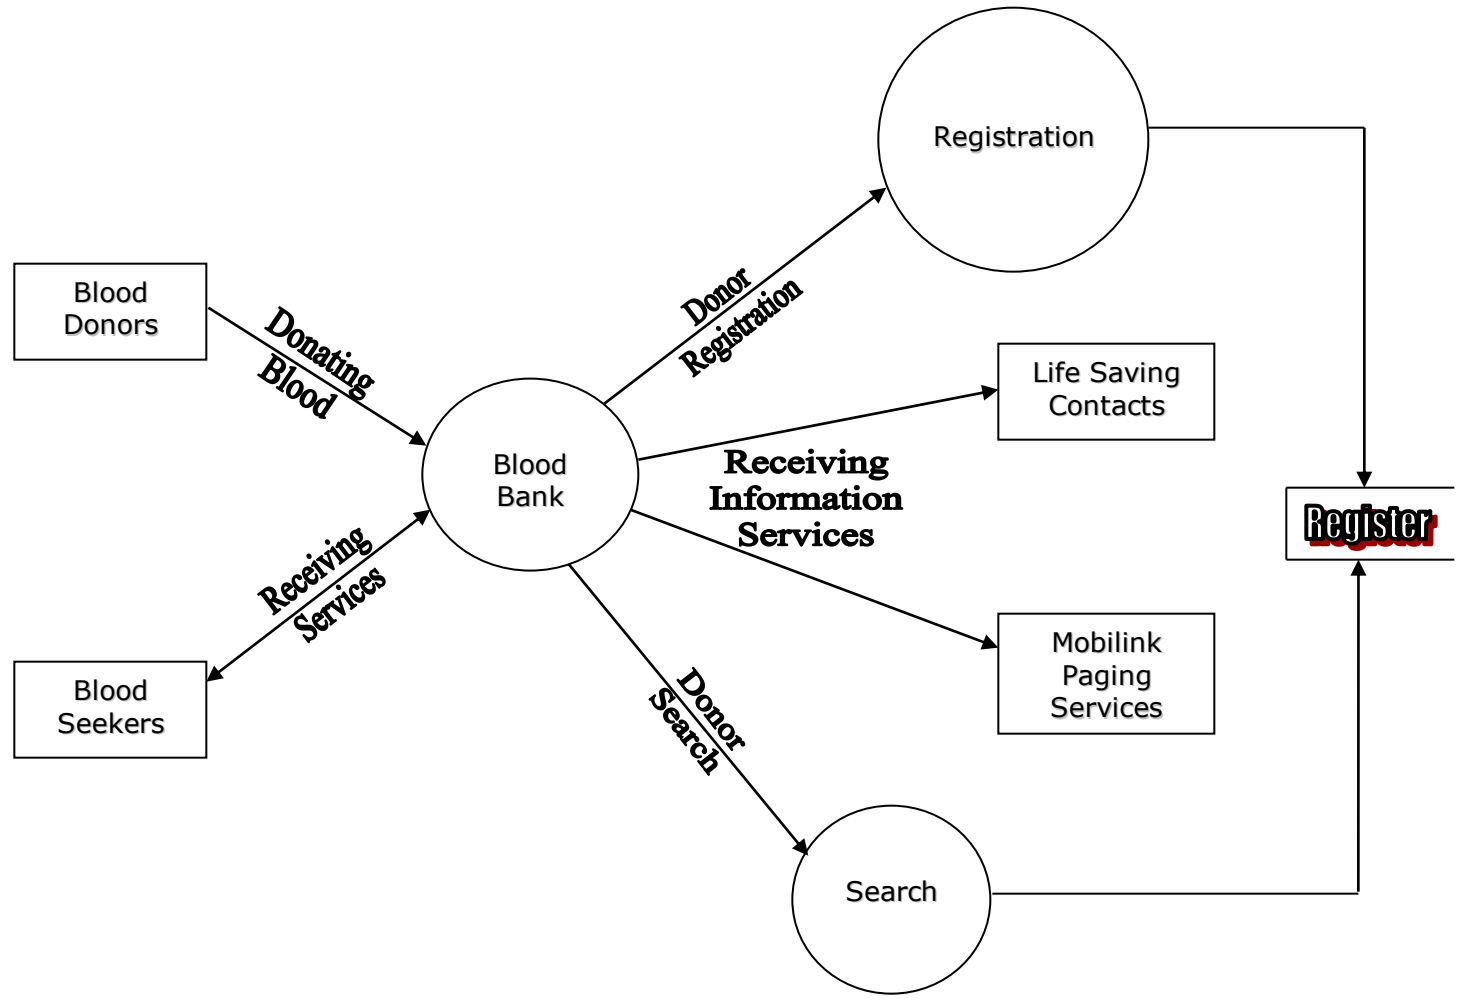 Registration
Blood
Donors
Donating
Blood
Donor
Registration
Life Saving
Contacts
Blood
Bank
Receiving
Information
Services
Register
Receiving
Services
Blood
Seekers
Mobilink
Paging
Services
Donor
Search
Search